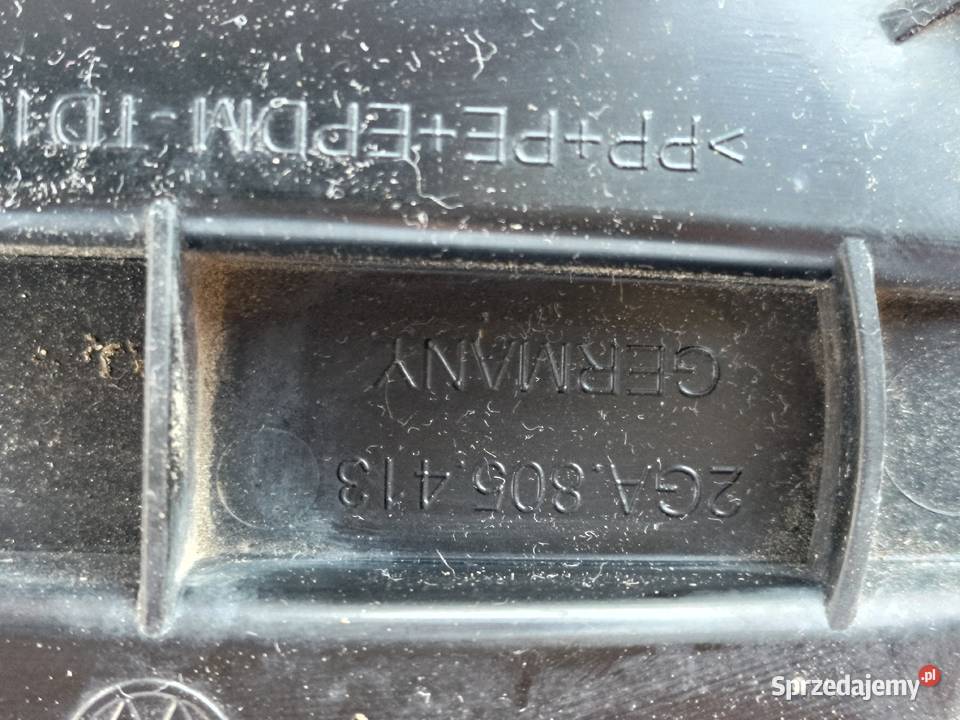 2GA.805.413
GERMANY
>PP+PE+EPDM-TD1
Sprzedajemy.pl